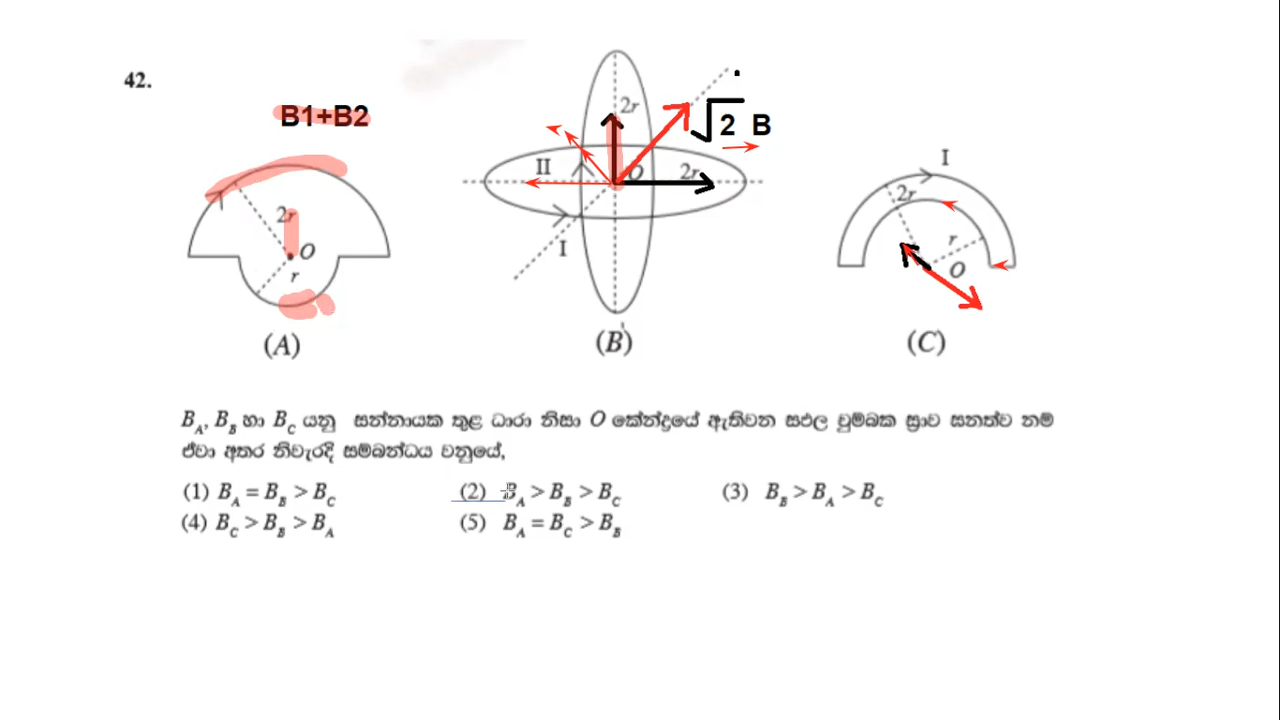 42.
B1+B2
2r
O
r
(A)
2r
√2 B
II
O
2r
I
(B)
I
2r
r
O
(C)
B_A, B_B හා B_C යනු සන්නායක තුළ ධාරා නිසා O කේන්ද්‍රයේ ඇතිවන සඵල චුම්බක ස්‍රාව ඝනත්ව නම්
ඒවා අතර නිවැරදි සම්බන්ධය වනුයේ,
(1) B_A = B_B > B_C (2) B_A > B_B > B_C (3) B_B > B_A > B_C
(4) B_C > B_B > B_A (5) B_A = B_C > B_B